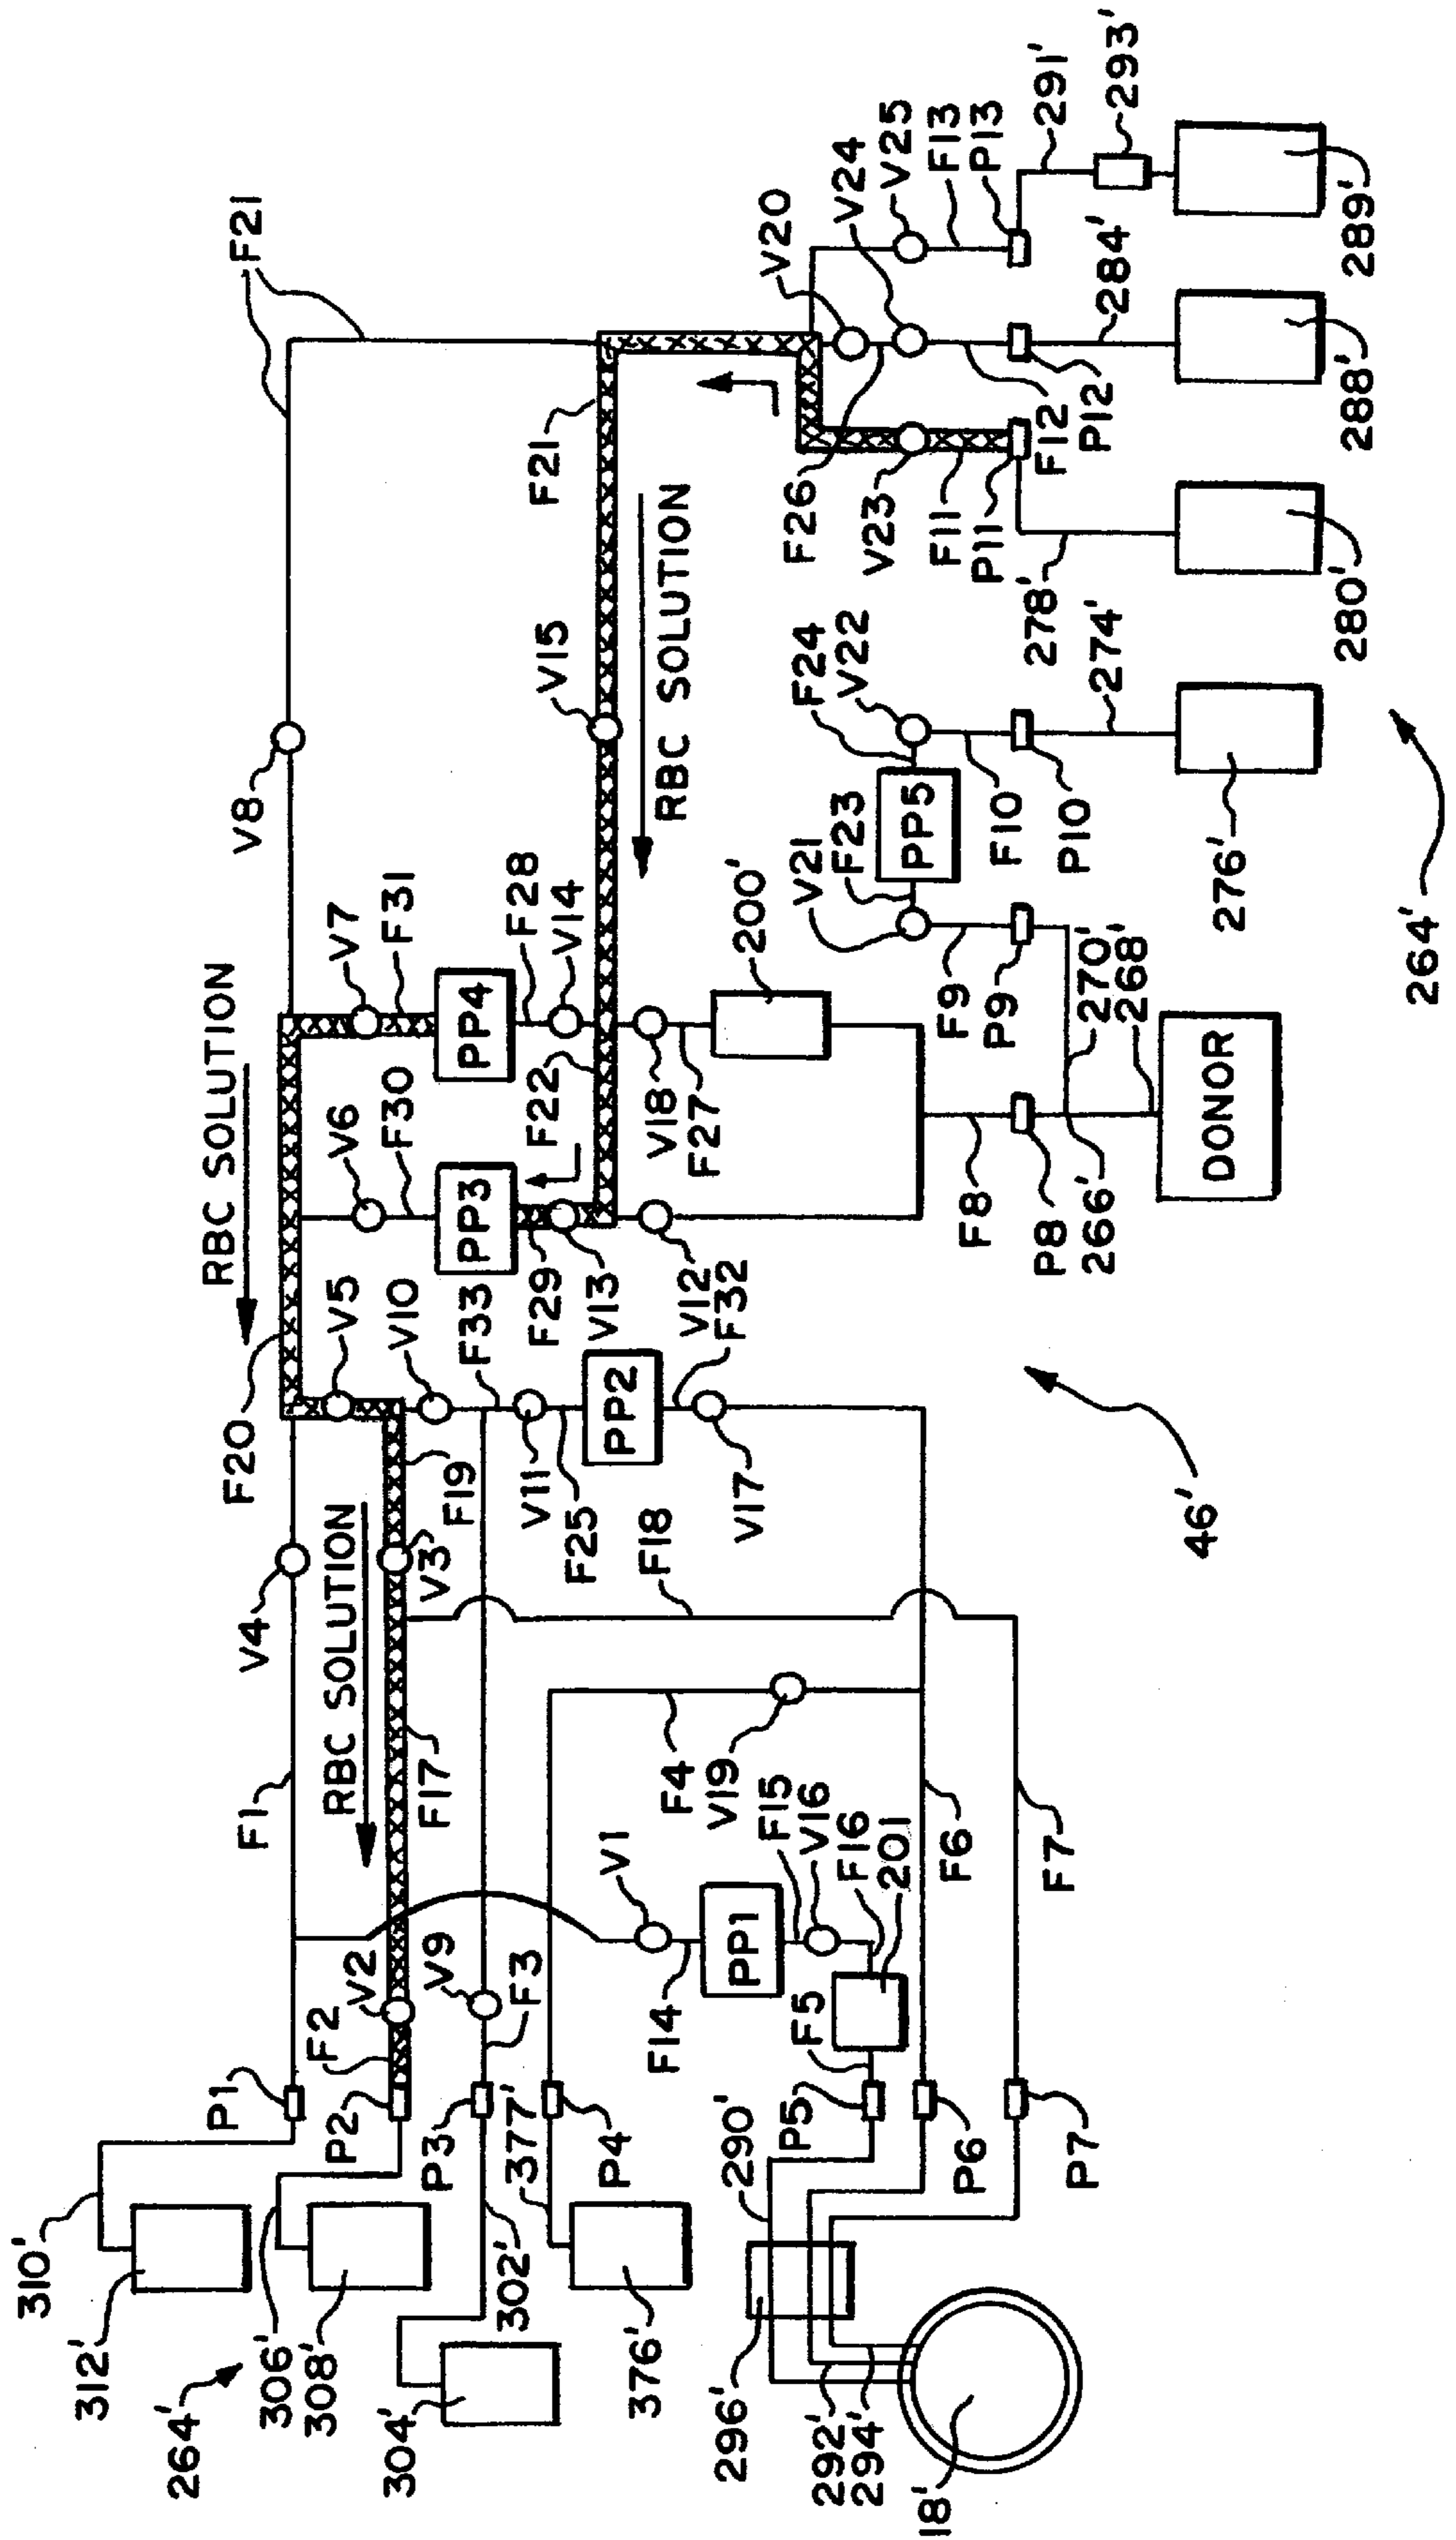 F21
V8
RBC SOLUTION
V7
F31
PP4
F28
V14
V6
F30
PP3
F22
F29
V13
V5
V10
F33
F20
F19
V11
F25
PP2
F32
V12
V17
V4
RBC SOLUTION
V3
F18
F1
F17
F4
V19
V1
F15
V16
F16
201
PP1
F14
F5
F6
F7
V2
F2
V9
F3
P1
P2
P3
P4
P5
P6
P7
377'
290'
310'
312'
306'
308'
302'
304'
376'
296'
292'
294'
18'
264'
F21
V15
RBC SOLUTION
V18
F27
200'
F8
P8
266'
268'
270'
DONOR
V21
F23
PP5
F24
V22
F9
P9
F10
P10
274'
276'
V20
V24
V25
F13
P13
291'
293'
F26
V23
F11
P11
F12
P12
284'
278'
280'
288'
289'
46'
264'